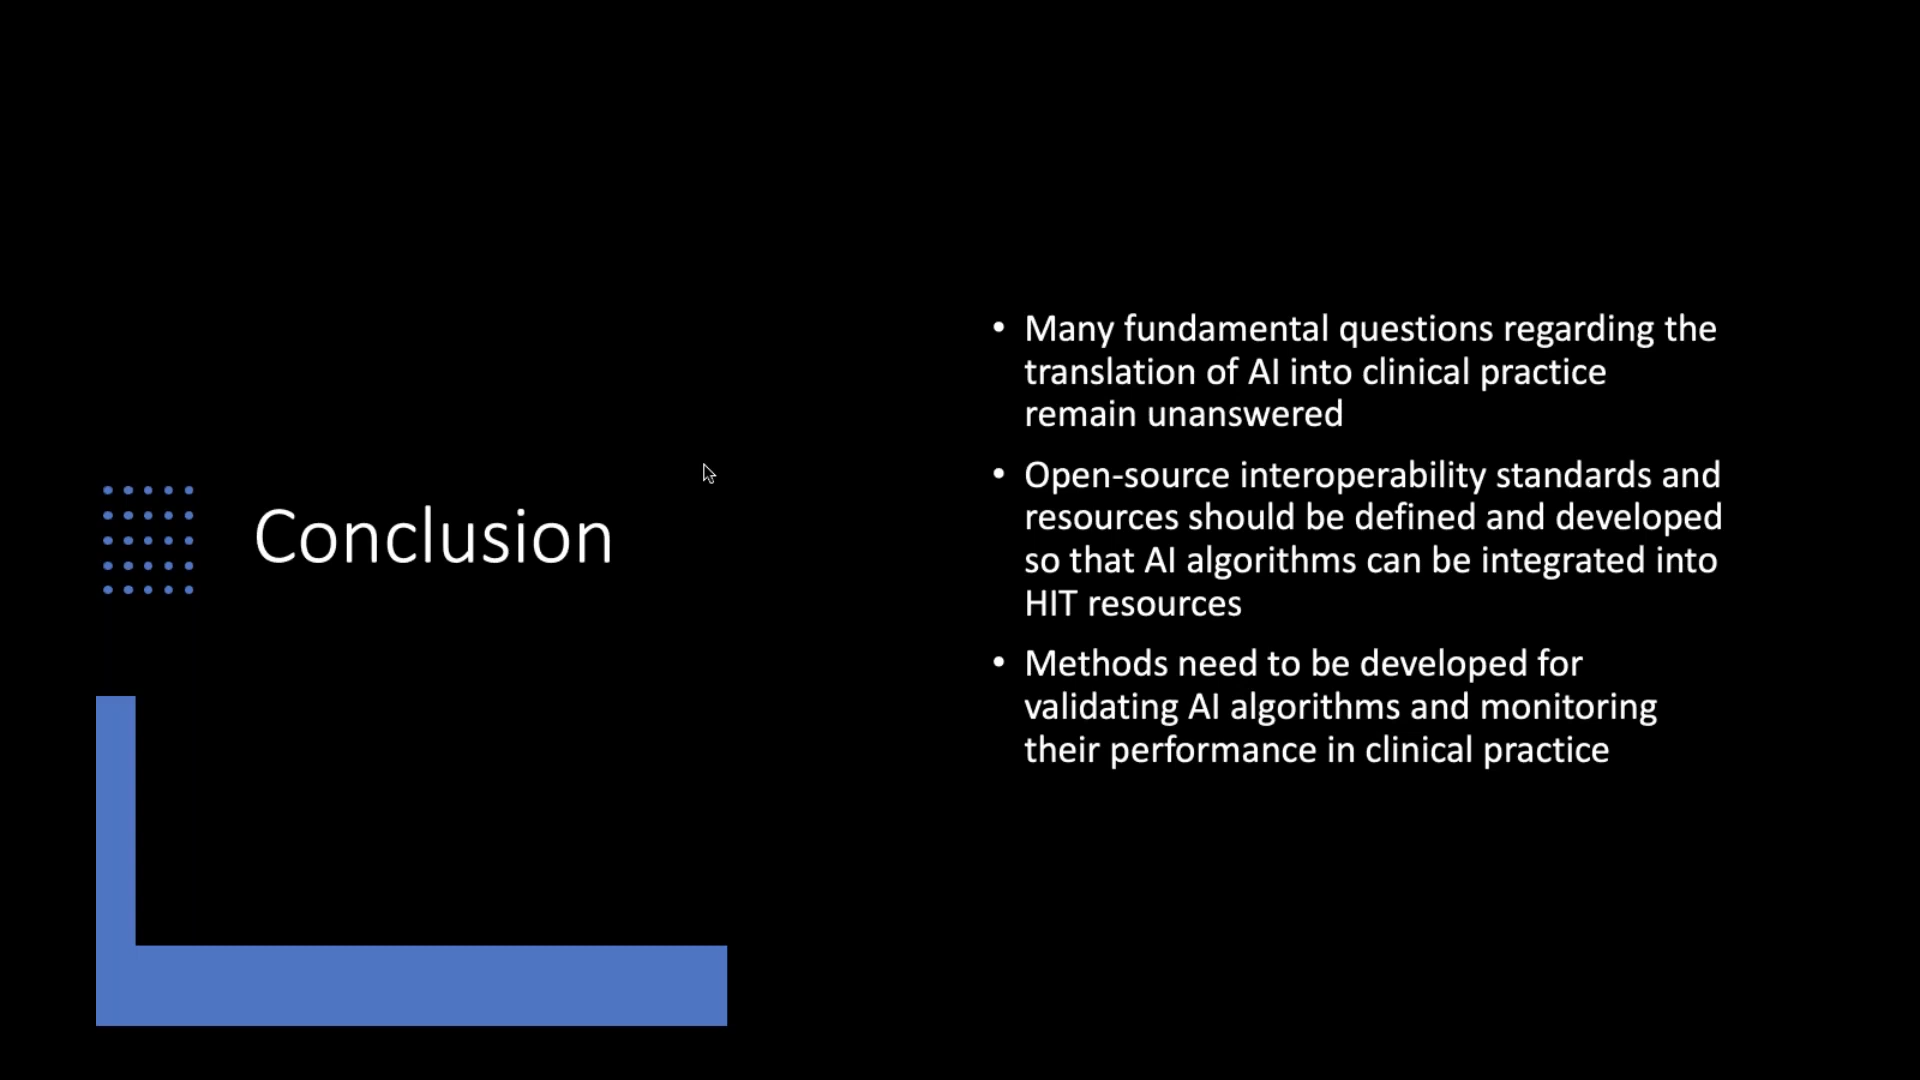 Conclusion
• Many fundamental questions regarding the
translation of AI into clinical practice
remain unanswered
• Open-source interoperability standards and
resources should be defined and developed
so that AI algorithms can be integrated into
HIT resources
• Methods need to be developed for
validating AI algorithms and monitoring
their performance in clinical practice